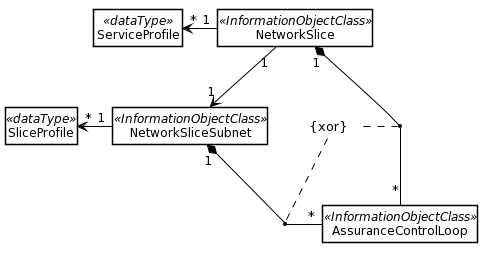 «dataType»
ServiceProfile
* 1
«InformationObjectClass»
NetworkSlice
1
1
1
«dataType»
SliceProfile
* 1
«InformationObjectClass»
NetworkSliceSubnet
{xor}
1
*
*
«InformationObjectClass»
AssuranceControlLoop